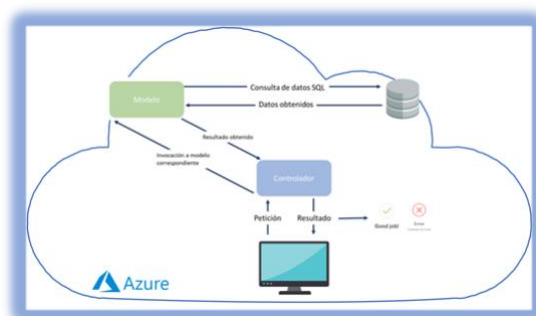 Consulta de datos SQL
Modelo
Datos obtenidos
Resultado obtenido
Invocación a modelo
correspondiente
Controlador
Petición
Resultado
Good job!
Error
Azure